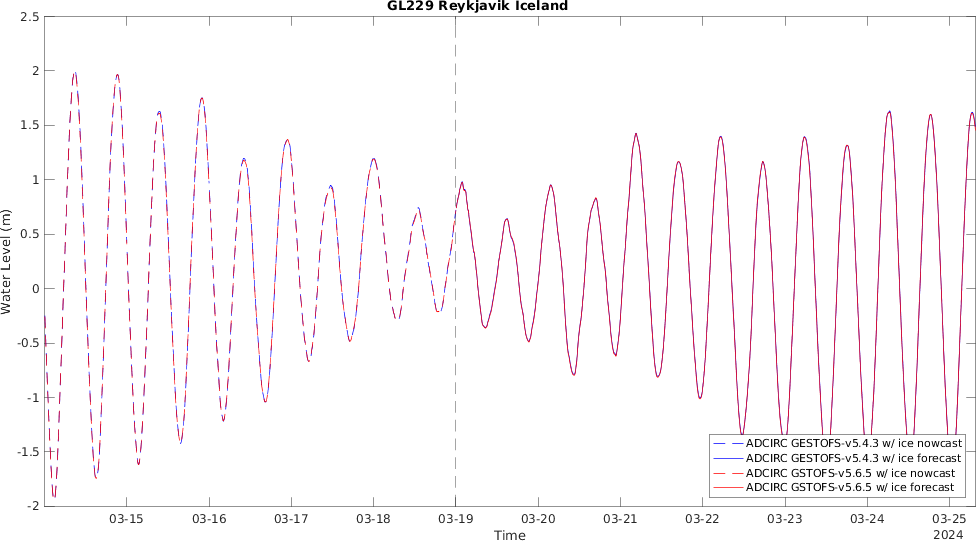 GL229 Reykjavik Iceland
2.5
2
1.5
1
0.5
0
-0.5
-1
-1.5
-2
Water Level (m)
ADCIRC GESTOFS-v5.4.3 w/ ice nowcast
ADCIRC GESTOFS-v5.4.3 w/ ice forecast
ADCIRC GSTOFS-v5.6.5 w/ ice nowcast
ADCIRC GSTOFS-v5.6.5 w/ ice forecast
03-15 03-16 03-17 03-18 03-19 03-20 03-21 03-22 03-23 03-24 03-25
2024
Time